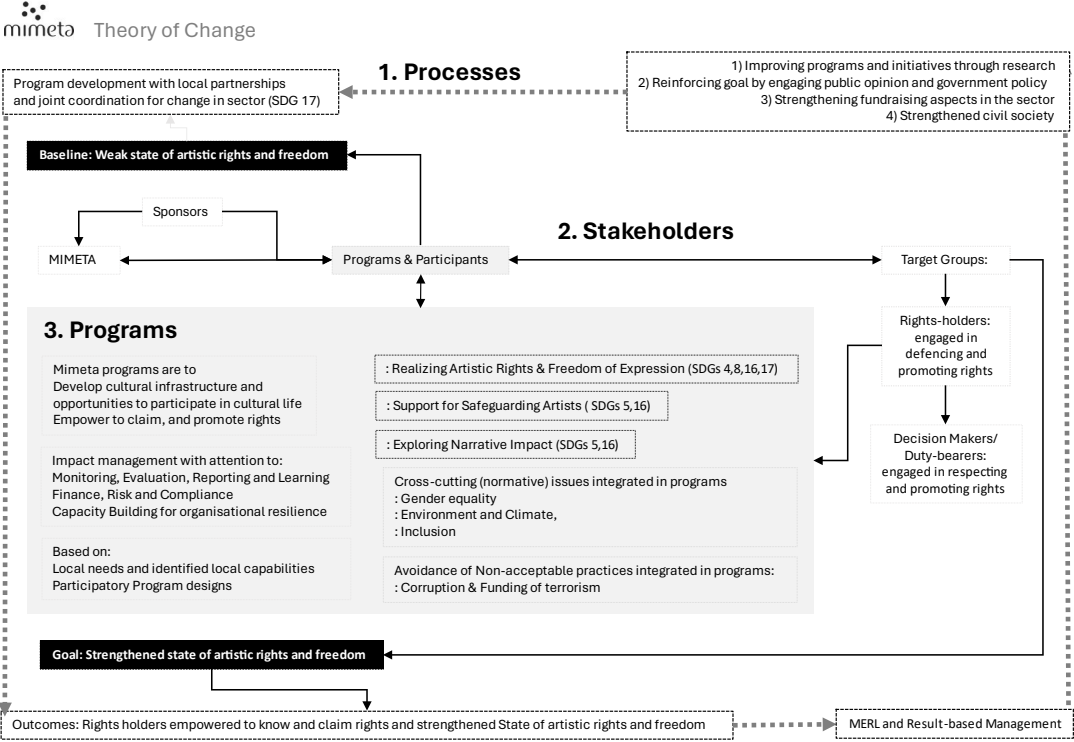 mimeta Theory of Change
1. Processes
Program development with local partnerships
and joint coordination for change in sector (SDG 17)
1) Improving programs and initiatives through research
2) Reinforcing goal by engaging public opinion and government policy
3) Strengthening fundraising aspects in the sector
4) Strengthened civil society
Baseline: Weak state of artistic rights and freedom
Sponsors
2. Stakeholders
MIMETA
Programs & Participants
Target Groups:
Rights-holders:
engaged in
defencing and
promoting rights
Decision Makers/
Duty-bearers:
engaged in respecting
and promoting rights
3. Programs
Mimeta programs are to
Develop cultural infrastructure and
opportunities to participate in cultural life
Empower to claim, and promote rights
Impact management with attention to:
Monitoring, Evaluation, Reporting and Learning
Finance, Risk and Compliance
Capacity Building for organisational resilience
Based on:
Local needs and identified local capabilities
Participatory Program designs
: Realizing Artistic Rights & Freedom of Expression (SDGs 4,8,16,17)
: Support for Safeguarding Artists ( SDGs 5,16)
: Exploring Narrative Impact (SDGs 5,16)
Cross-cutting (normative) issues integrated in programs
: Gender equality
: Environment and Climate,
: Inclusion
Avoidance of Non-acceptable practices integrated in programs:
: Corruption & Funding of terrorism
Goal: Strengthened state of artistic rights and freedom
Outcomes: Rights holders empowered to know and claim rights and strengthened State of artistic rights and freedom
MERL and Result-based Management